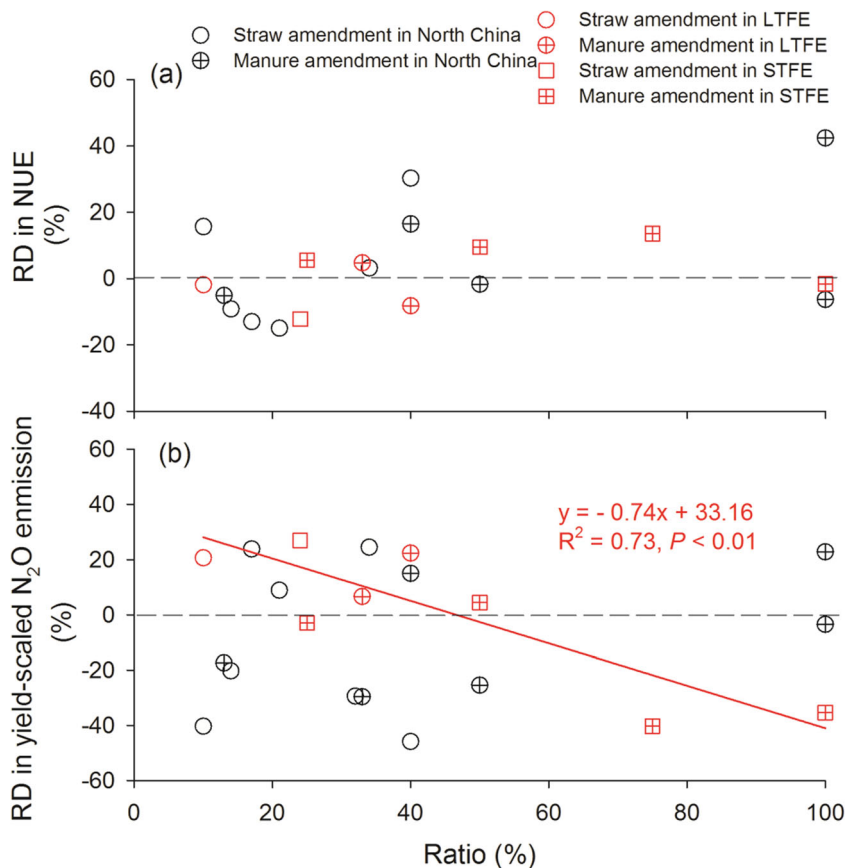 Straw amendment in North China
Manure amendment in North China
Straw amendment in LTFE
Manure amendment in LTFE
Straw amendment in STFE
Manure amendment in STFE
(a)
RD in NUE
(%)
60
40
20
0
-20
-40
(b)
RD in yield-scaled N₂O enmission
(%)
60
40
20
0
-20
-40
-60
y = - 0.74x + 33.16
R² = 0.73, P < 0.01
0 20 40 60 80 100
Ratio (%)